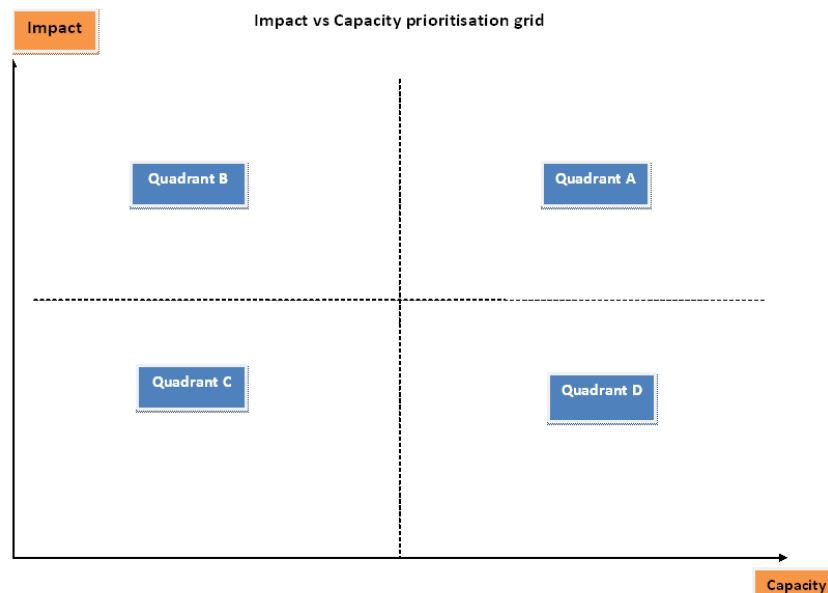 Impact
Impact vs Capacity prioritisation grid
Quadrant B
Quadrant A
Quadrant C
Quadrant D
Capacity